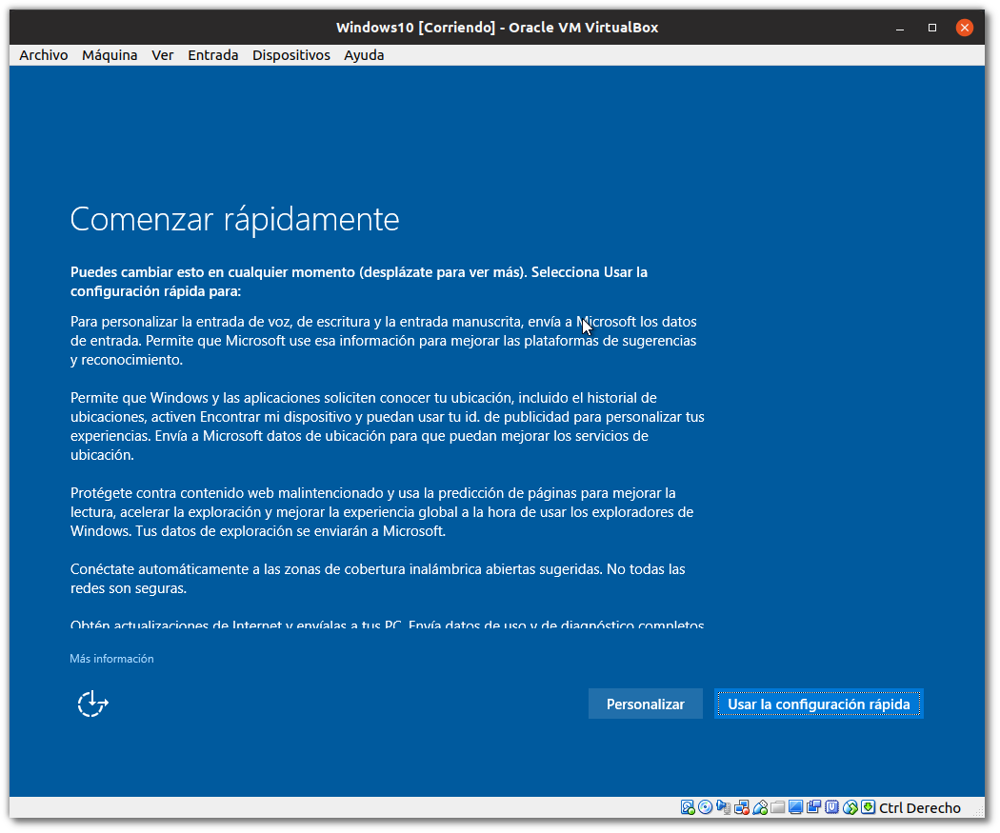 Windows10 [Corriendo] - Oracle VM VirtualBox
Archivo Máquina Ver Entrada Dispositivos Ayuda
Comenzar rápidamente
Puedes cambiar esto en cualquier momento (desplázate para ver más). Selecciona Usar la
configuración rápida para:
Para personalizar la entrada de voz, de escritura y la entrada manuscrita, envía a Microsoft los datos
de entrada. Permite que Microsoft use esa información para mejorar las plataformas de sugerencias
y reconocimiento.
Permite que Windows y las aplicaciones soliciten conocer tu ubicación, incluido el historial de
ubicaciones, activen Encontrar mi dispositivo y puedan usar tu id. de publicidad para personalizar tus
experiencias. Envía a Microsoft datos de ubicación para que puedan mejorar los servicios de
ubicación.
Protégete contra contenido web malintencionado y usa la predicción de páginas para mejorar la
lectura, acelerar la exploración y mejorar la experiencia global a la hora de usar los exploradores de
Windows. Tus datos de exploración se enviarán a Microsoft.
Conéctate automáticamente a las zonas de cobertura inalámbrica abiertas sugeridas. No todas las
redes son seguras.
Obtén actualizaciones de Internet y envíalas a tus PC. Envía datos de uso y de diagnóstico completos
Más información
Personalizar
Usar la configuración rápida
Ctrl Derecho